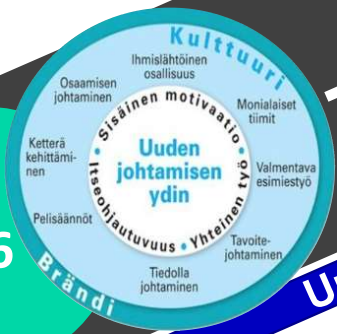 Kulttuuri
Ihmislähtöinen
osallisuus
Osaamisen
johtaminen
Monialaiset
tiimit
Sisäinen motivaatio
Ketterä
kehittämi-
nen
Uuden
johtamisen
ydin
Valmentava
esimiestyö
Itseohjautuvuus • Yhteinen työ
Pelisäännöt
Tavoite-
johtaminen
Tiedolla
johtaminen
Brändi